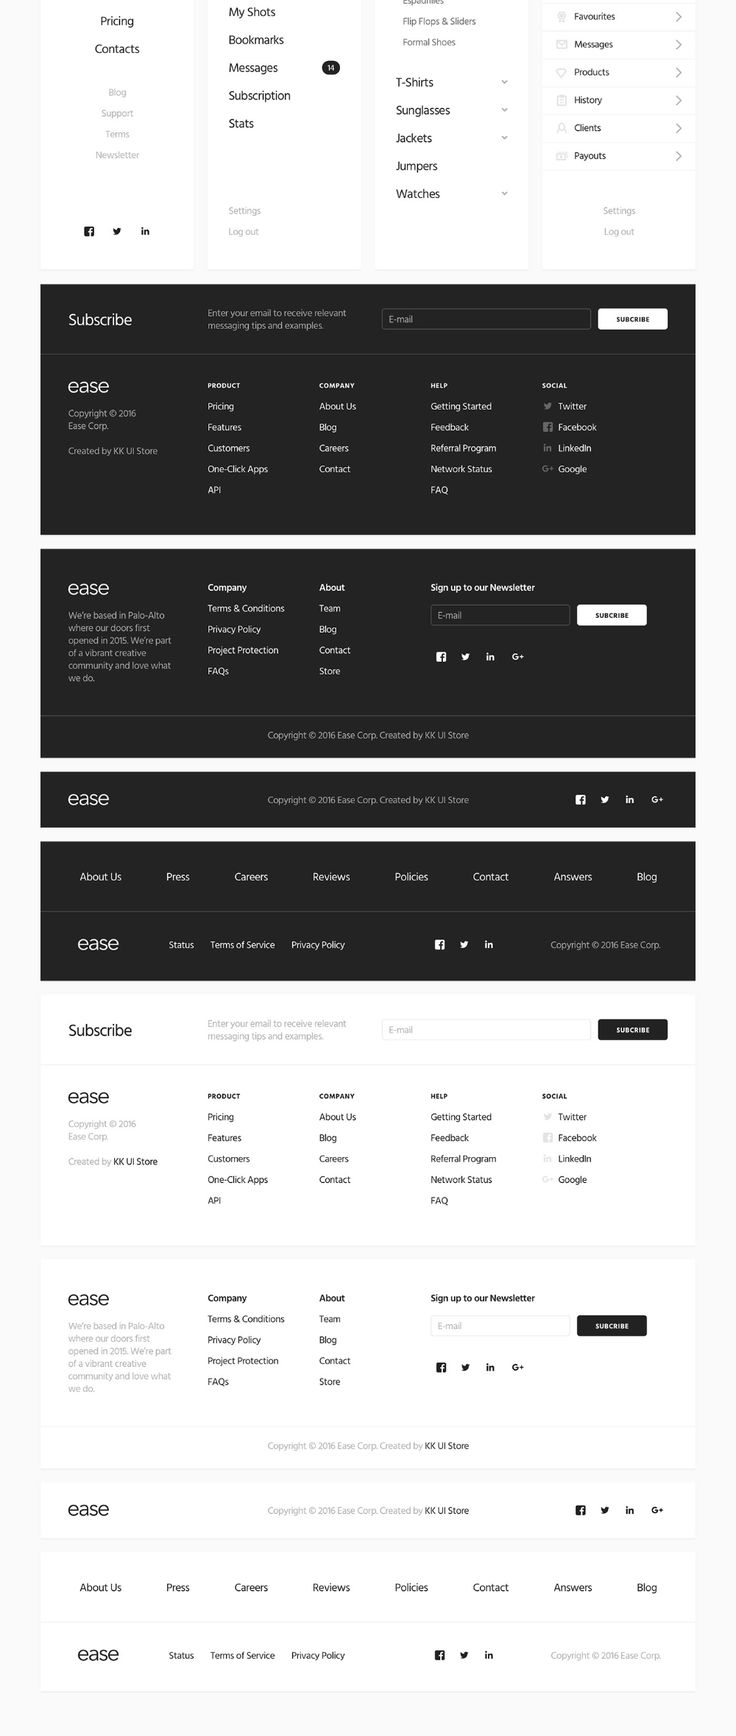 Pricing
Contacts
Blog
Support
Terms
Newsletter
My Shots
Bookmarks
Messages 14
Subscription
Stats
Settings
Log out
Espadrilles
Flip Flops & Sliders
Formal Shoes
T-Shirts
Sunglasses
Jackets
Jumpers
Watches
Favourites
Messages
Products
History
Clients
Payouts
Settings
Log out
Subscribe
Enter your email to receive relevant
messaging tips and examples.
E-mail
SUBCRIBE
ease
Copyright © 2016
Ease Corp.
Created by KK UI Store
PRODUCT
Pricing
Features
Customers
One-Click Apps
API
COMPANY
About Us
Blog
Careers
Contact
HELP
Getting Started
Feedback
Referral Program
Network Status
FAQ
SOCIAL
Twitter
Facebook
LinkedIn
G+ Google
ease
We're based in Palo-Alto
where our doors first
opened in 2015. We're part
of a vibrant creative
community and love what
we do.
Company
Terms & Conditions
Privacy Policy
Project Protection
FAQs
About
Team
Blog
Contact
Store
Sign up to our Newsletter
E-mail
SUBCRIBE
G+
Copyright © 2016 Ease Corp. Created by KK UI Store
ease
Copyright © 2016 Ease Corp. Created by KK UI Store
G+
About Us Press Careers Reviews Policies Contact Answers Blog
ease Status Terms of Service Privacy Policy Copyright © 2016 Ease Corp.
Subscribe
Enter your email to receive relevant
messaging tips and examples.
E-mail
SUBCRIBE
ease
Copyright © 2016
Ease Corp.
Created by KK UI Store
PRODUCT
Pricing
Features
Customers
One-Click Apps
API
COMPANY
About Us
Blog
Careers
Contact
HELP
Getting Started
Feedback
Referral Program
Network Status
FAQ
SOCIAL
Twitter
Facebook
LinkedIn
G+ Google
ease
We're based in Palo-Alto
where our doors first
opened in 2015. We're part
of a vibrant creative
community and love what
we do.
Company
Terms & Conditions
Privacy Policy
Project Protection
FAQs
About
Team
Blog
Contact
Store
Sign up to our Newsletter
E-mail
SUBCRIBE
G+
Copyright © 2016 Ease Corp. Created by KK UI Store
ease
Copyright © 2016 Ease Corp. Created by KK UI Store
G+
About Us Press Careers Reviews Policies Contact Answers Blog
ease Status Terms of Service Privacy Policy Copyright © 2016 Ease Corp.